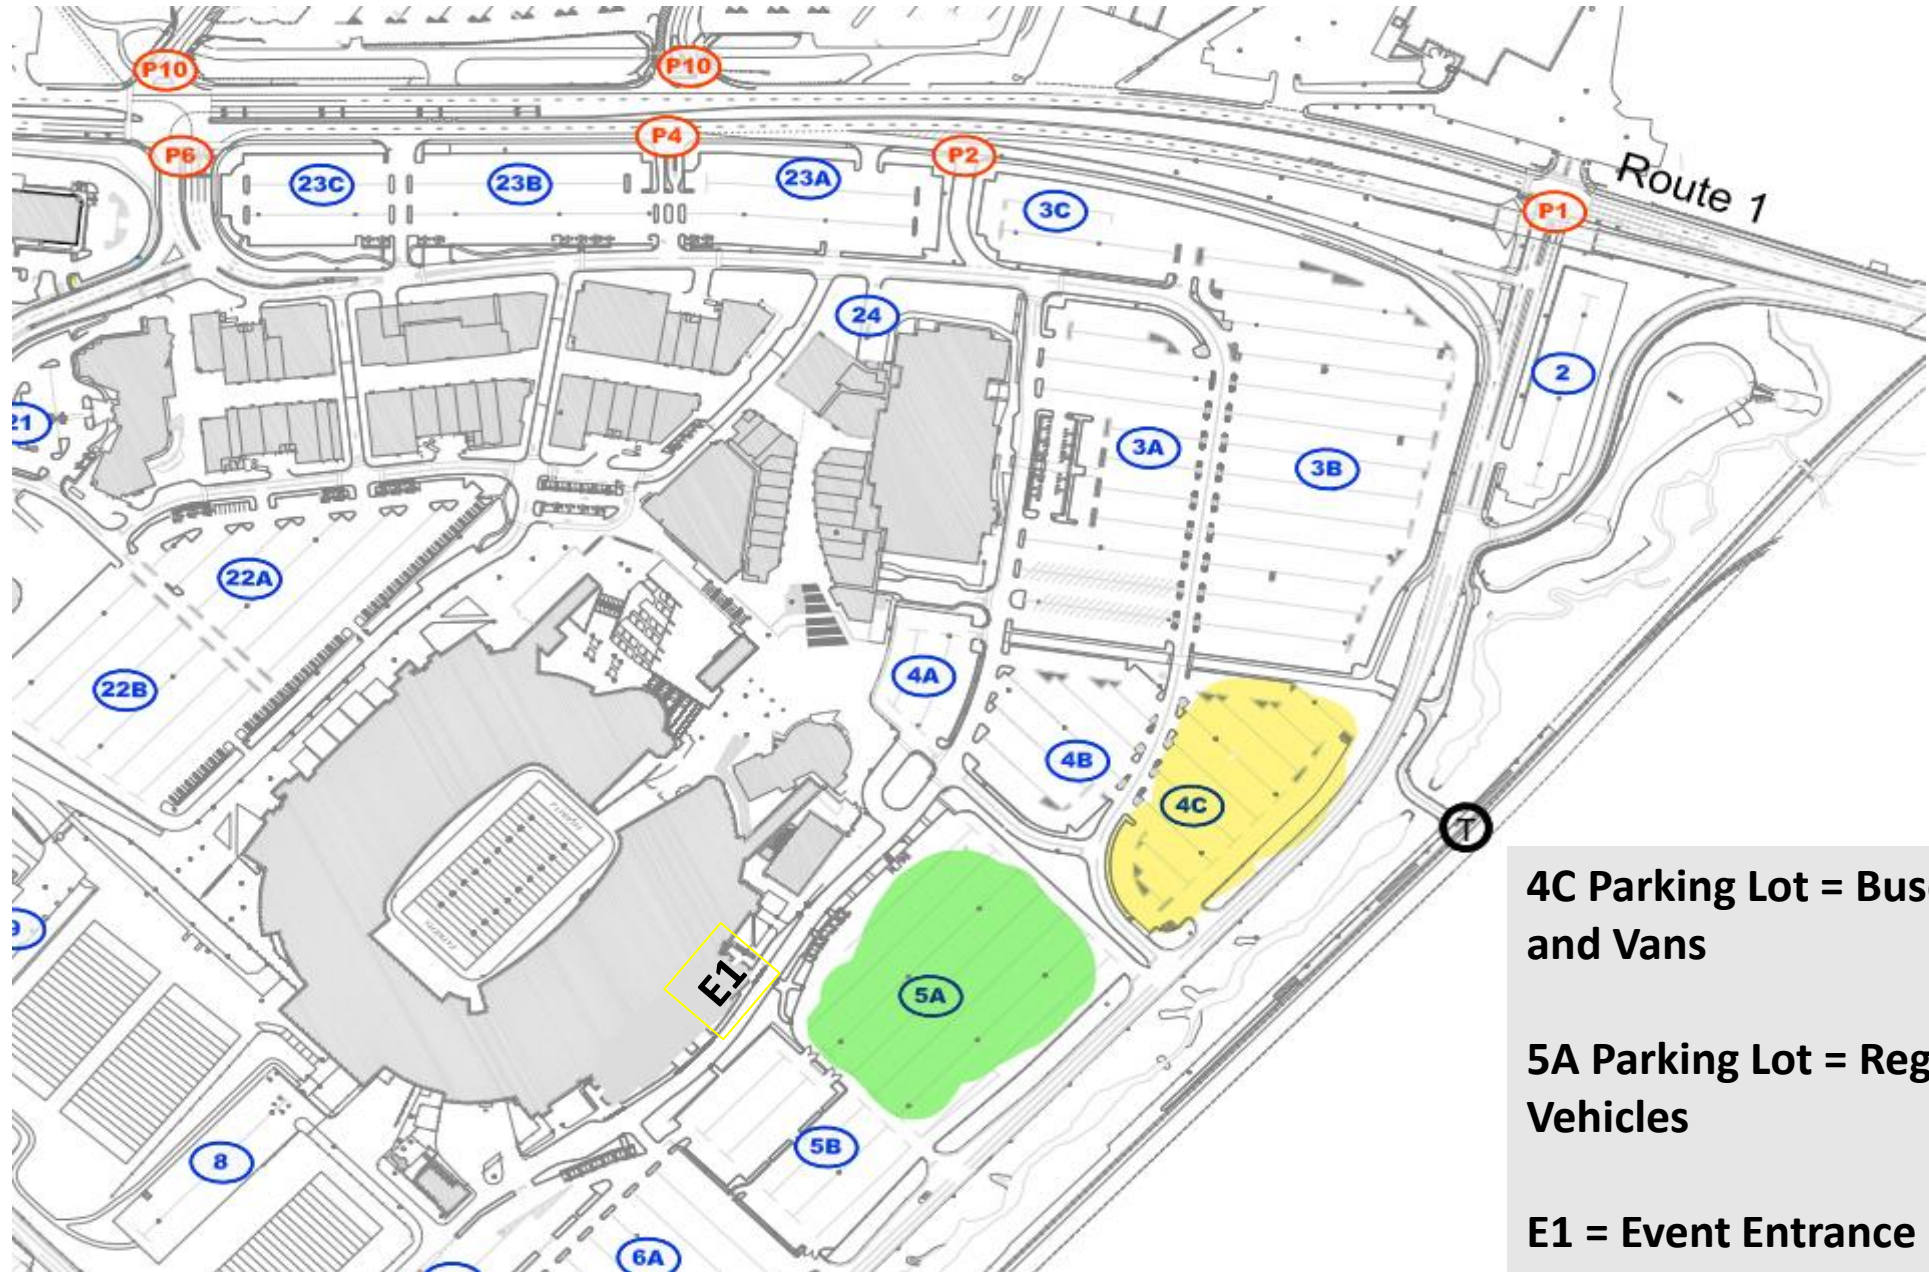 P10
P10
P6
P4
P2
P1
Route 1
23C
23B
23A
3C
24
2
21
3A
3B
22A
22B
4A
4B
4C
T
5A
E1
9
8
5B
6A
4C Parking Lot = Bus
and Vans
5A Parking Lot = Reg
Vehicles
E1 = Event Entrance